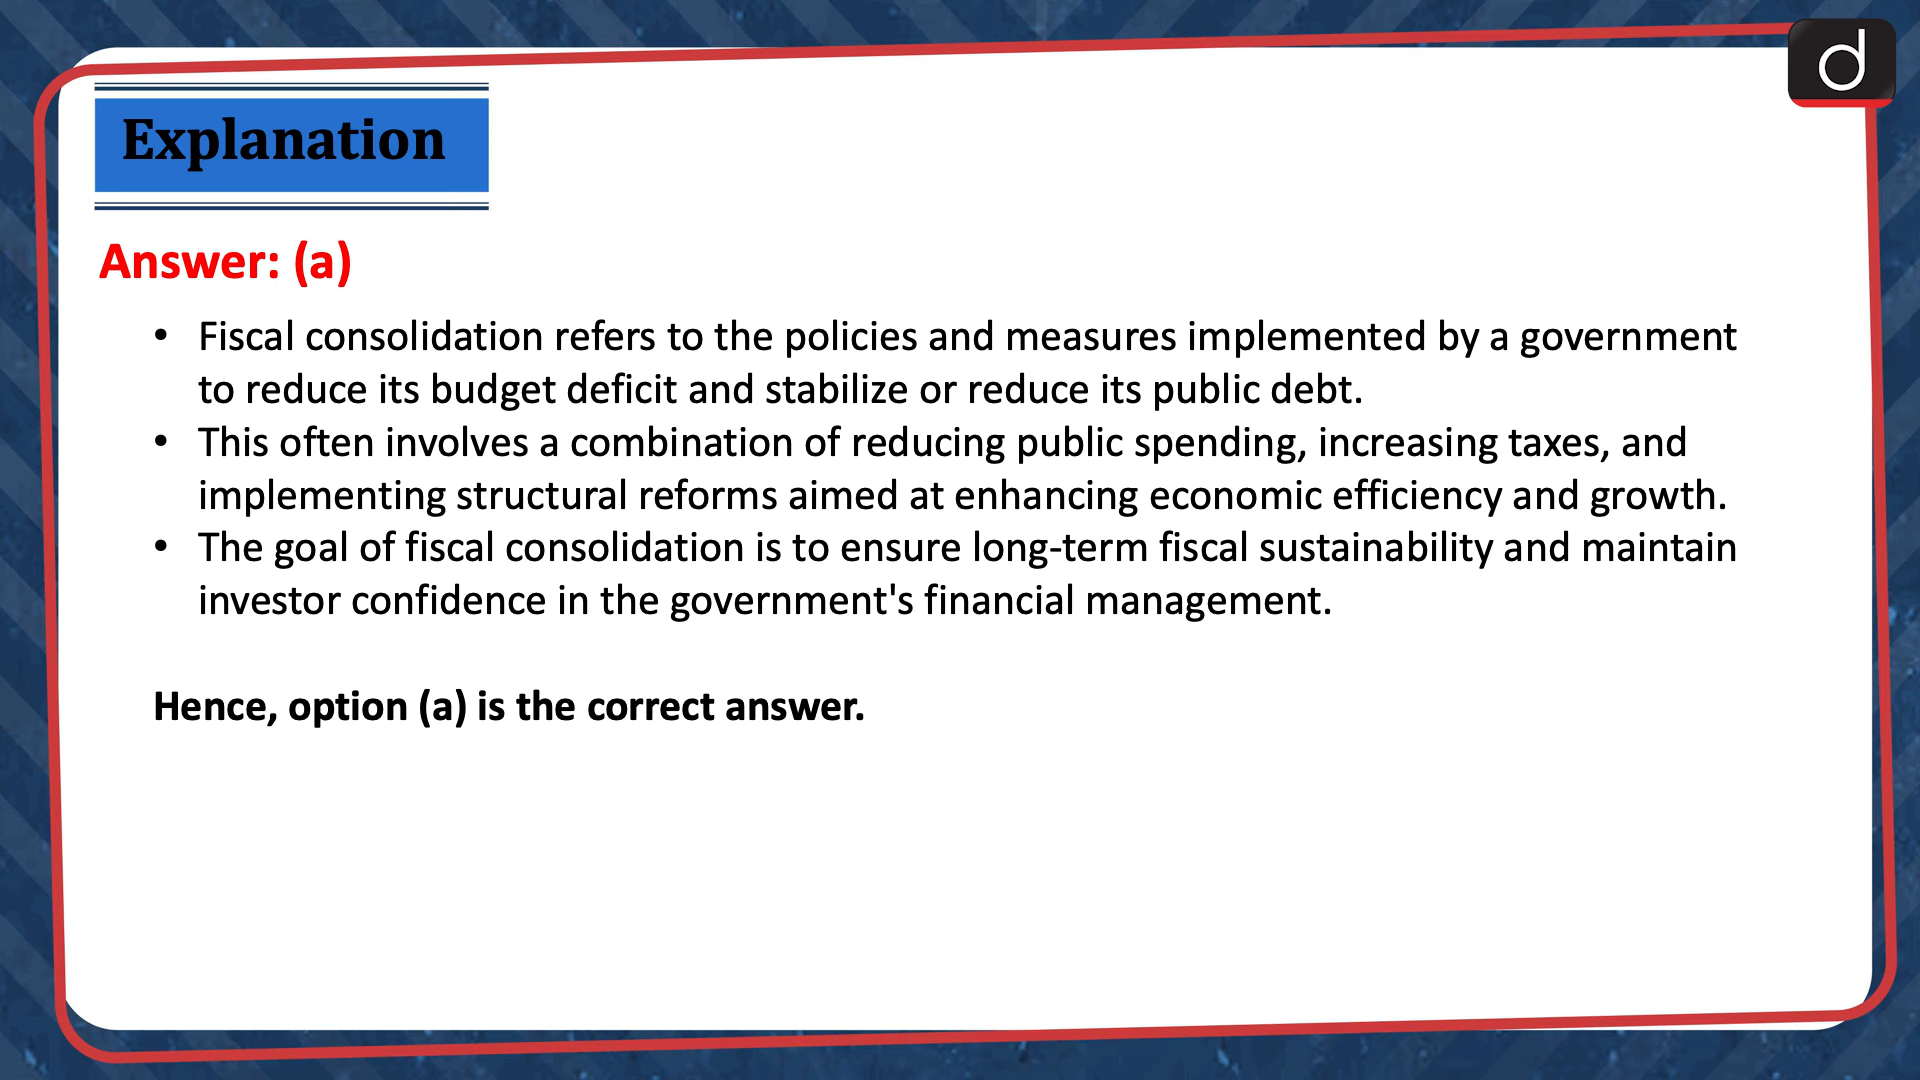 d
Explanation
Answer: (a)
• Fiscal consolidation refers to the policies and measures implemented by a government
to reduce its budget deficit and stabilize or reduce its public debt.
• This often involves a combination of reducing public spending, increasing taxes, and
implementing structural reforms aimed at enhancing economic efficiency and growth.
• The goal of fiscal consolidation is to ensure long-term fiscal sustainability and maintain
investor confidence in the government's financial management.
Hence, option (a) is the correct answer.